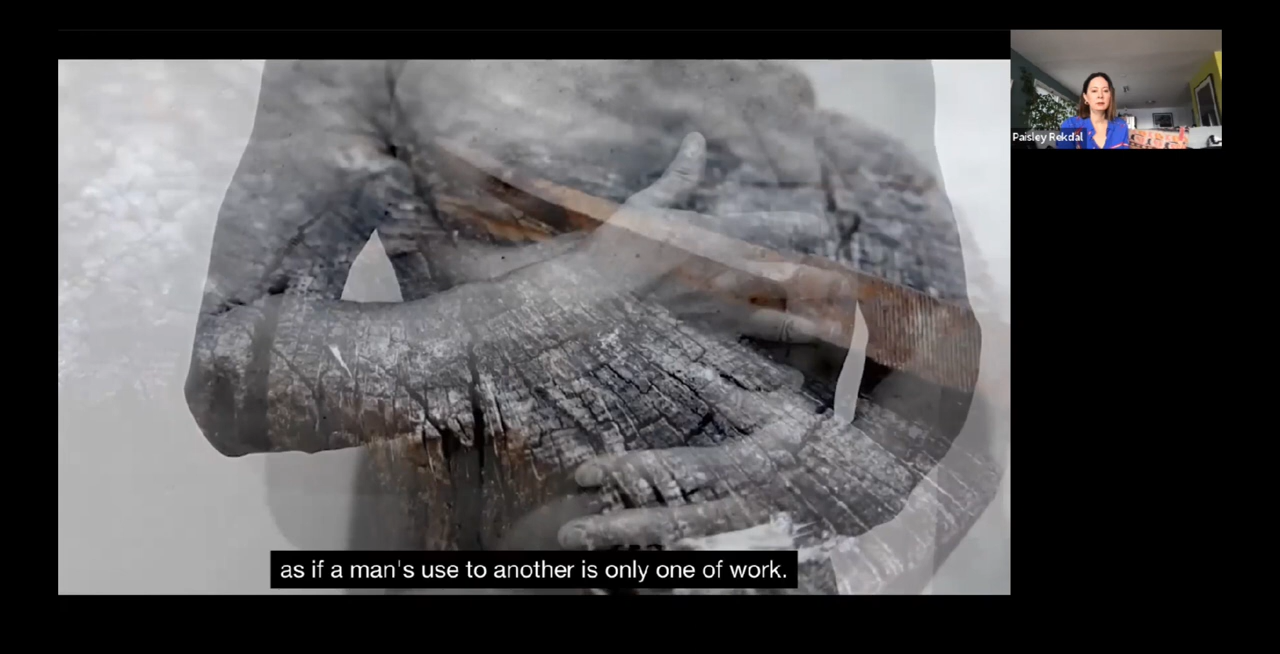 Paisley Rekdal
as if a man's use to another is only one of work.